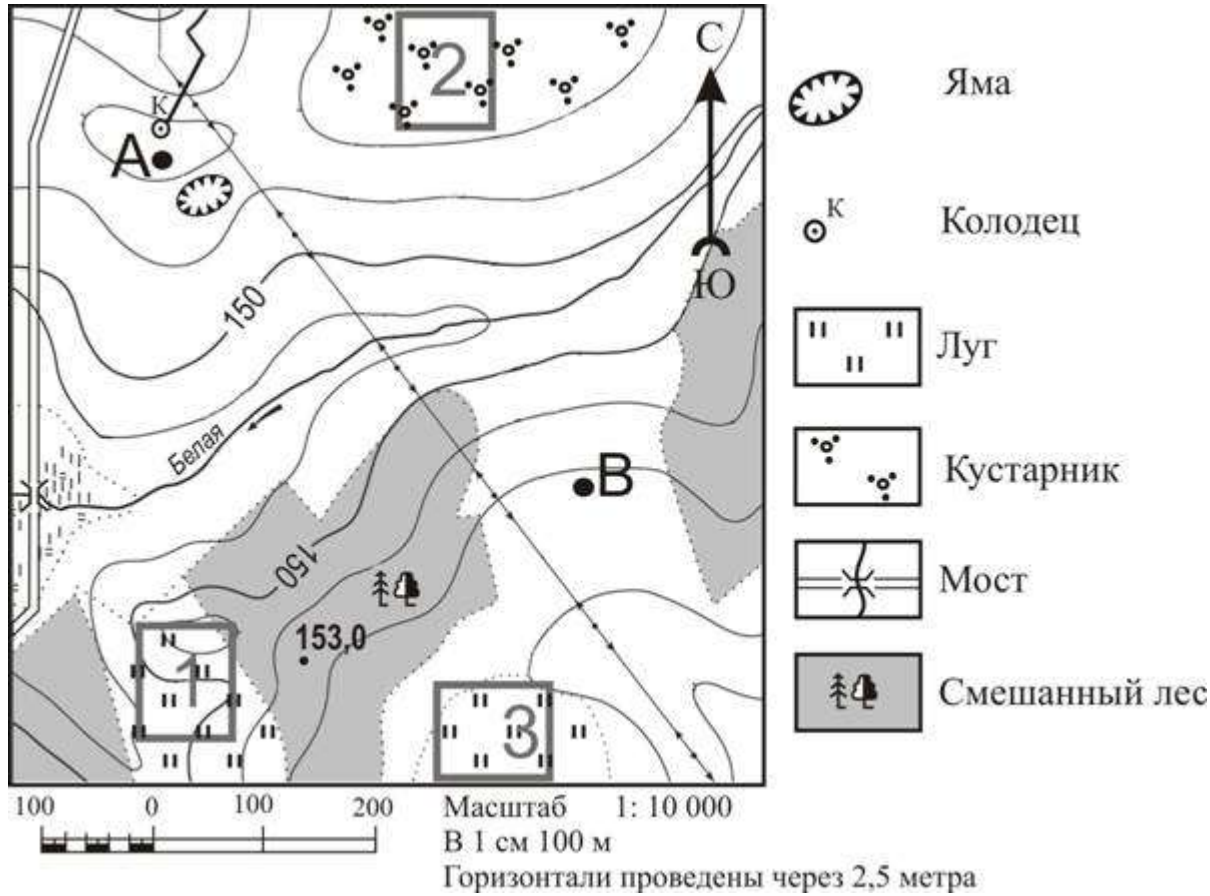 К
А
2
С
Ю
150
Белая
В
150
153,0
1
3
Яма
К
Колодец
Луг
Кустарник
Мост
Смешанный лес
100 0 100 200
Масштаб 1: 10 000
В 1 см 100 м
Горизонтали проведены через 2,5 метра